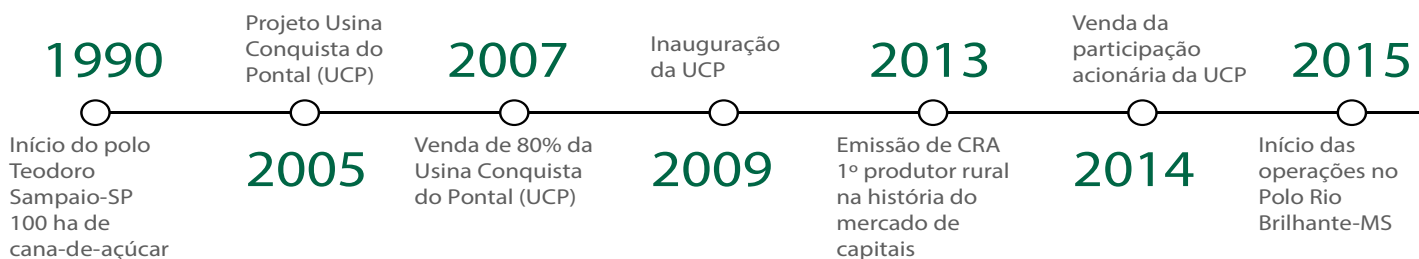 1990
Início do polo
Teodoro
Sampaio-SP
100 ha de
cana-de-açúcar
Projeto Usina
Conquista do
Pontal (UCP)
2005
2007
Venda de 80% da
Usina Conquista
do Pontal (UCP)
Inauguração
da UCP
2009
2013
Emissão de CRA
1º produtor rural
na história do
mercado de
capitais
Venda da
participação
acionária da UCP
2014
2015
Início das
operações no
Polo Rio
Brilhante-MS